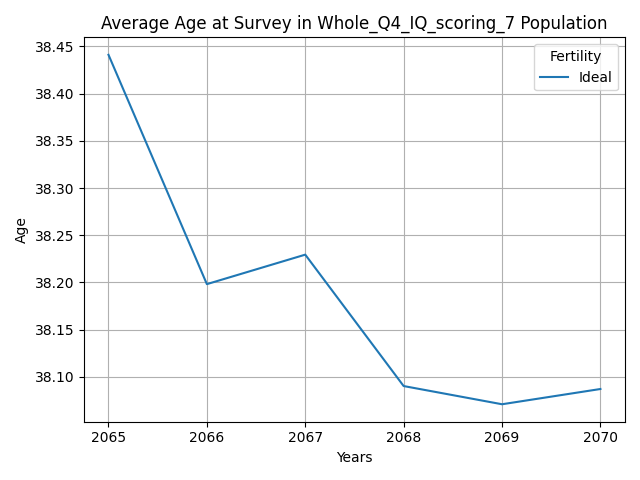 Average Age at Survey in Whole_Q4_IQ_scoring_7 Population
Fertility
Ideal
38.45
38.40
38.35
38.30
38.25
38.20
38.15
38.10
Age
2065 2066 2067 2068 2069 2070
Years